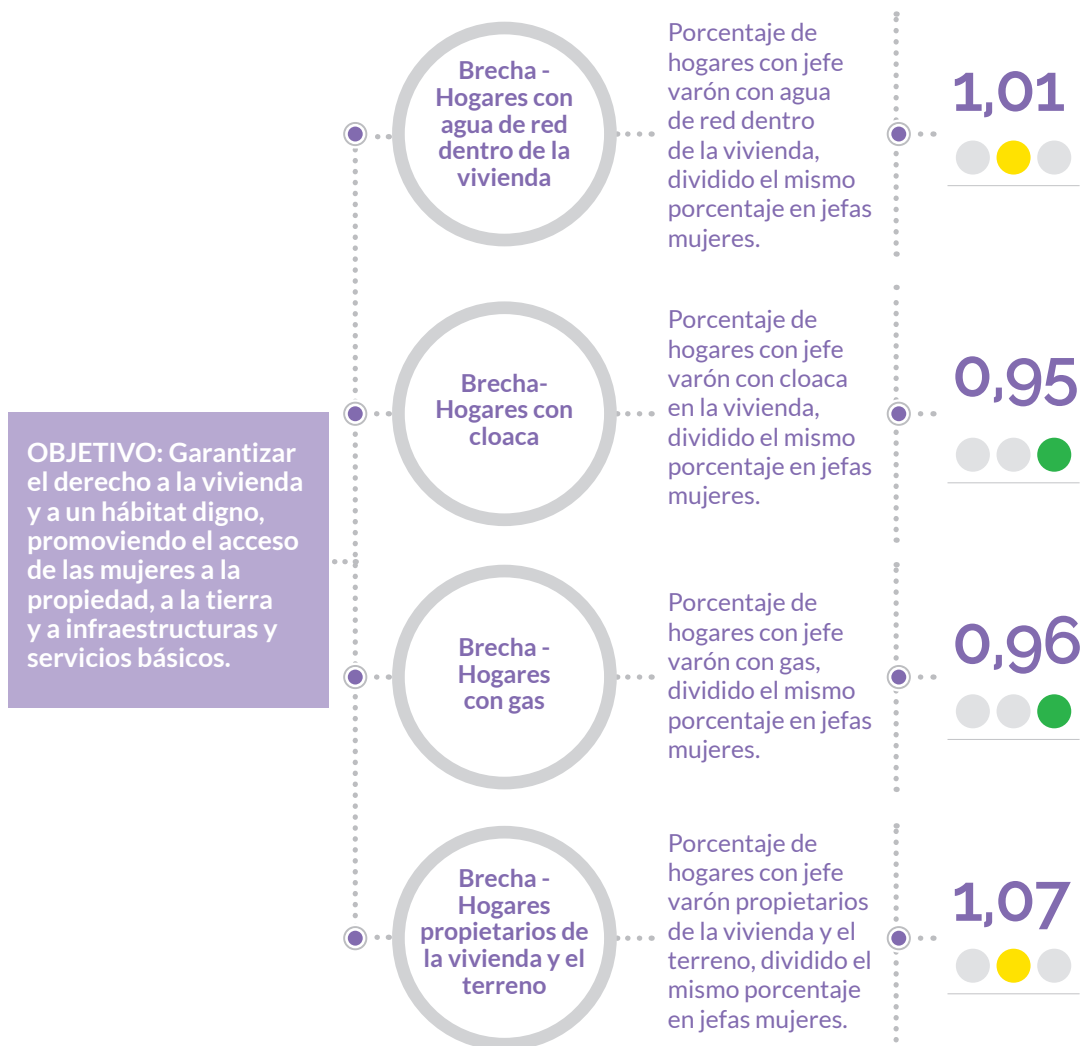 OBJETIVO: Garantizar
el derecho a la vivienda
y a un hábitat digno,
promoviendo el acceso
de las mujeres a la
propiedad, a la tierra
y a infraestructuras y
servicios básicos.
Brecha -
Hogares con
agua de red
dentro de la
vivienda
Porcentaje de
hogares con jefe
varón con agua
de red dentro
de la vivienda,
dividido el mismo
porcentaje en jefas
mujeres.
1,01
Brecha-
Hogares con
cloaca
Porcentaje de
hogares con jefe
varón con cloaca
en la vivienda,
dividido el mismo
porcentaje en jefas
mujeres.
0,95
Brecha -
Hogares
con gas
Porcentaje de
hogares con jefe
varón con gas,
dividido el mismo
porcentaje en jefas
mujeres.
0,96
Brecha -
Hogares
propietarios de
la vivienda y el
terreno
Porcentaje de
hogares con jefe
varón propietarios
de la vivienda y el
terreno, dividido el
mismo porcentaje
en jefas mujeres.
1,07